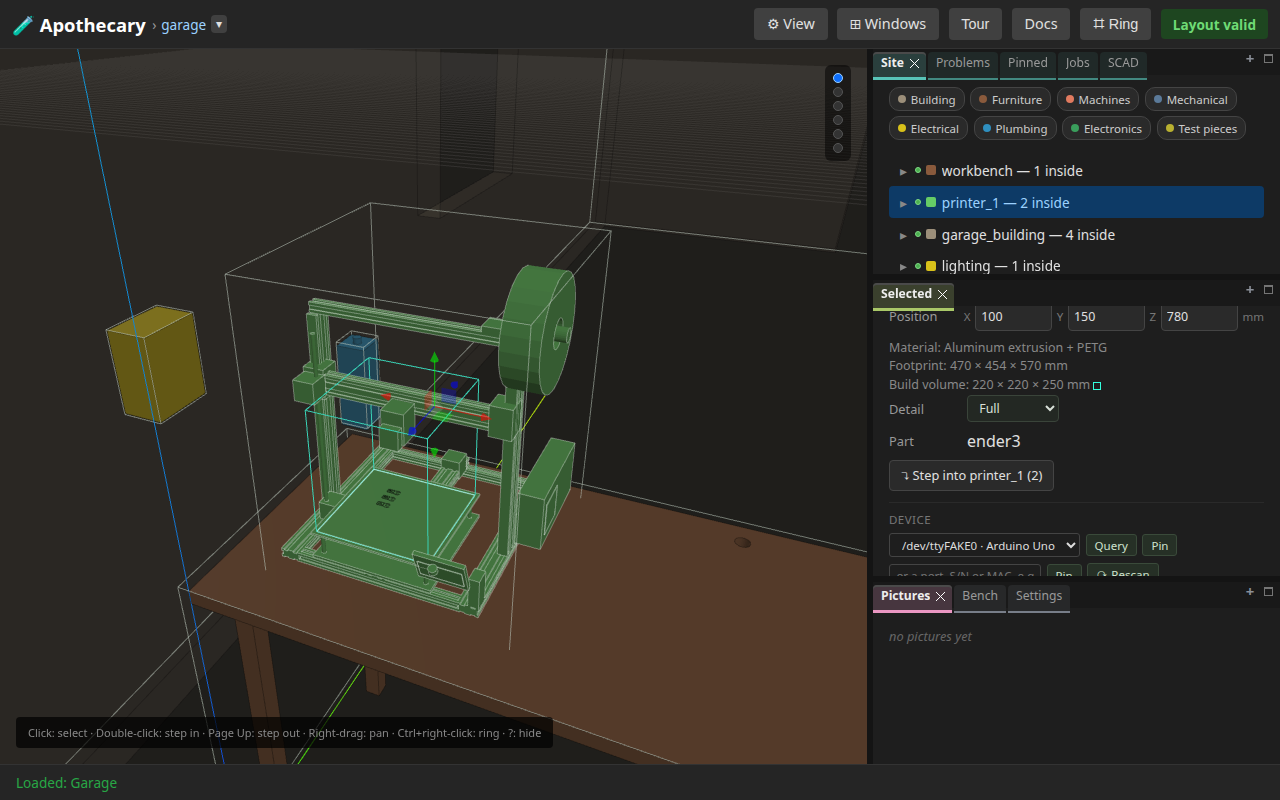 Apothecary › garage ▾
⚙ View
⊞ Windows
Tour
Docs
⌗ Ring
Layout valid
Site
Problems
Pinned
Jobs
SCAD
Building
Furniture
Machines
Mechanical
Electrical
Plumbing
Electronics
Test pieces
workbench — 1 inside
printer_1 — 2 inside
garage_building — 4 inside
lighting — 1 inside
Selected
Position X 100 Y 150 Z 780 mm
Material: Aluminum extrusion + PETG
Footprint: 470 × 454 × 570 mm
Build volume: 220 × 220 × 250 mm
Detail Full
Part ender3
⤵ Step into printer_1 (2)
DEVICE
/dev/ttyFAKE0 · Arduino Uno
Query
Pin
or a port, S/N or MAC, e.g.
Pin
Rescan
Pictures
Bench
Settings
no pictures yet
Click: select · Double-click: step in · Page Up: step out · Right-drag: pan · Ctrl+right-click: ring · ?: hide
Loaded: Garage